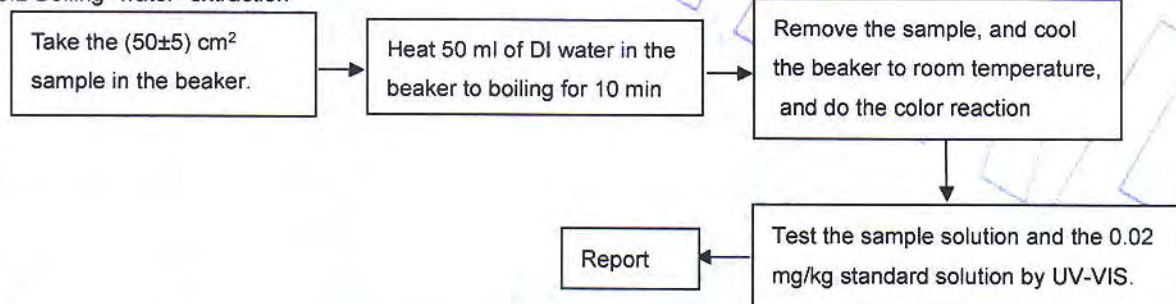 Boiling water extraction
Take the (50±5) cm²
sample in the beaker.
Heat 50 ml of DI water in the
beaker to boiling for 10 min
Remove the sample, and cool
the beaker to room temperature,
and do the color reaction
Test the sample solution and the 0.02
mg/kg standard solution by UV-VIS.
Report